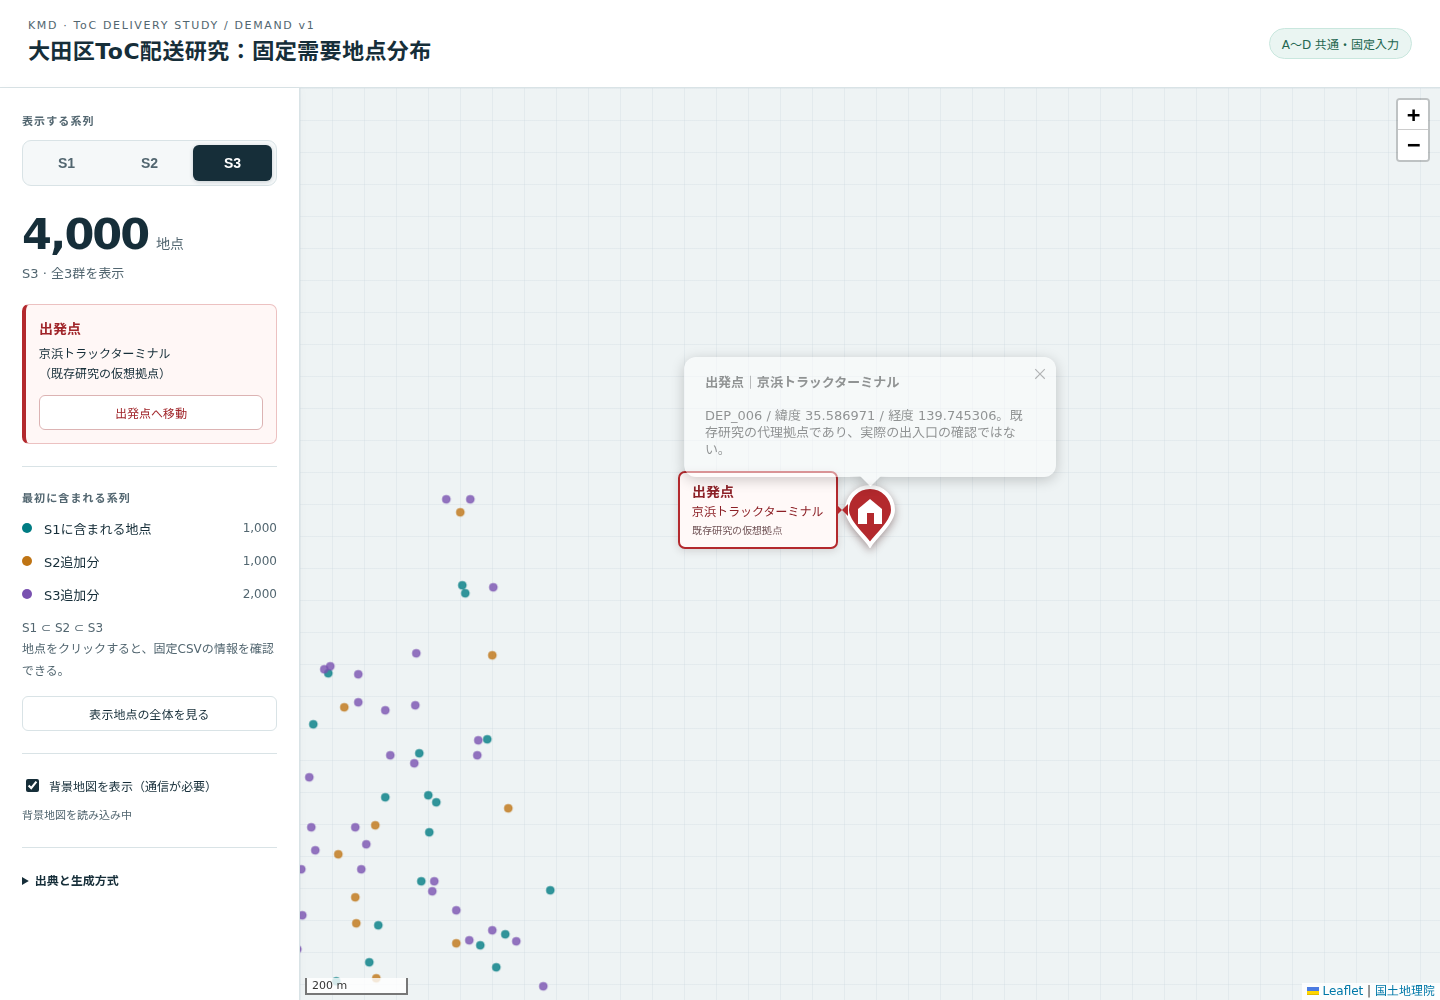 KMD · ToC DELIVERY STUDY / DEMAND v1
大田区ToC配送研究：固定需要地点分布
A〜D 共通・固定入力
表示する系列
S1 S2 S3
4,000 地点
S3 · 全3群を表示
出発点
京浜トラックターミナル
（既存研究の仮想拠点）
出発点へ移動
最初に含まれる系列
S1に含まれる地点 1,000
S2追加分 1,000
S3追加分 2,000
S1 ⊂ S2 ⊂ S3
地点をクリックすると、固定CSVの情報を確認
できる。
表示地点の全体を見る
背景地図を表示（通信が必要）
背景地図を読み込み中
出典と生成方式
+
−
出発点｜京浜トラックターミナル
×
DEP_006 / 緯度 35.586971 / 経度 139.745306。既
存研究の代理拠点であり、実際の出入口の確認ではな
い。
出発点
京浜トラックターミナル
既存研究の仮想拠点
200 m
Leaflet | 国土地理院